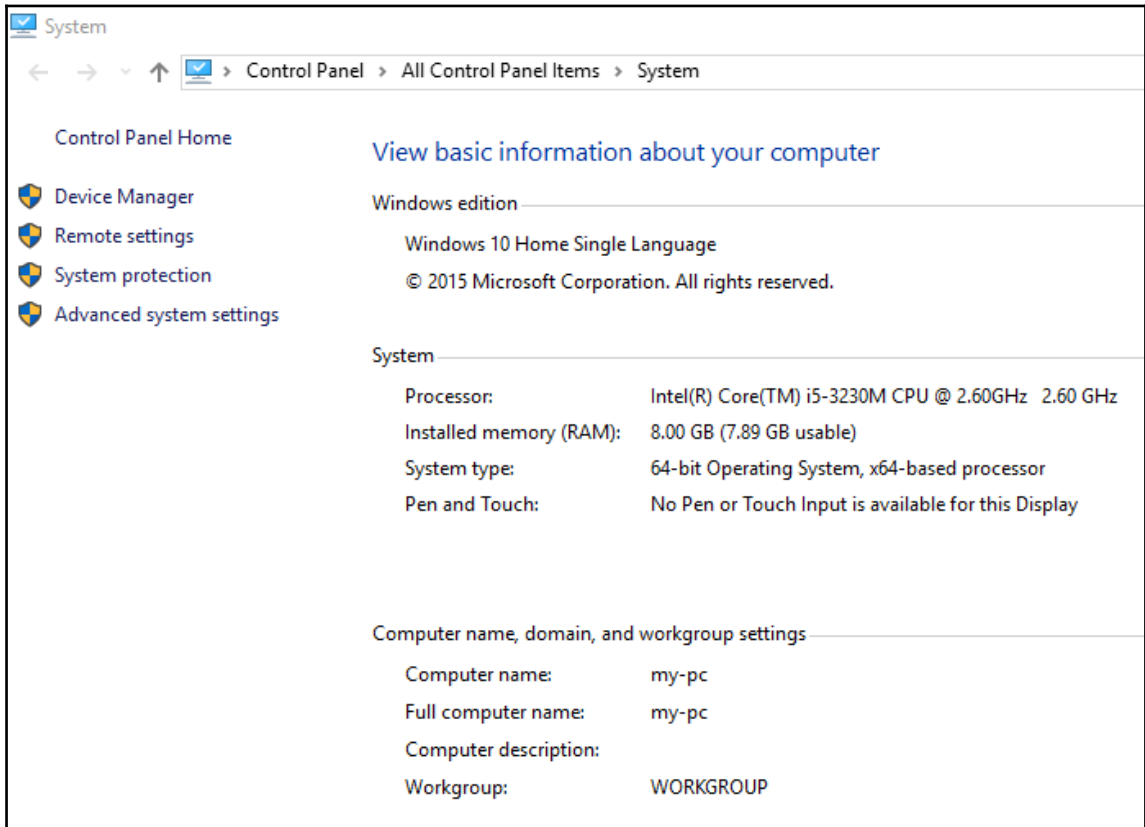 System
Control Panel > All Control Panel Items > System
Control Panel Home
Device Manager
Remote settings
System protection
Advanced system settings
View basic information about your computer
Windows edition
Windows 10 Home Single Language
© 2015 Microsoft Corporation. All rights reserved.
System
Processor: Intel(R) Core(TM) i5-3230M CPU @ 2.60GHz 2.60 GHz
Installed memory (RAM): 8.00 GB (7.89 GB usable)
System type: 64-bit Operating System, x64-based processor
Pen and Touch: No Pen or Touch Input is available for this Display
Computer name, domain, and workgroup settings
Computer name: my-pc
Full computer name: my-pc
Computer description:
Workgroup: WORKGROUP